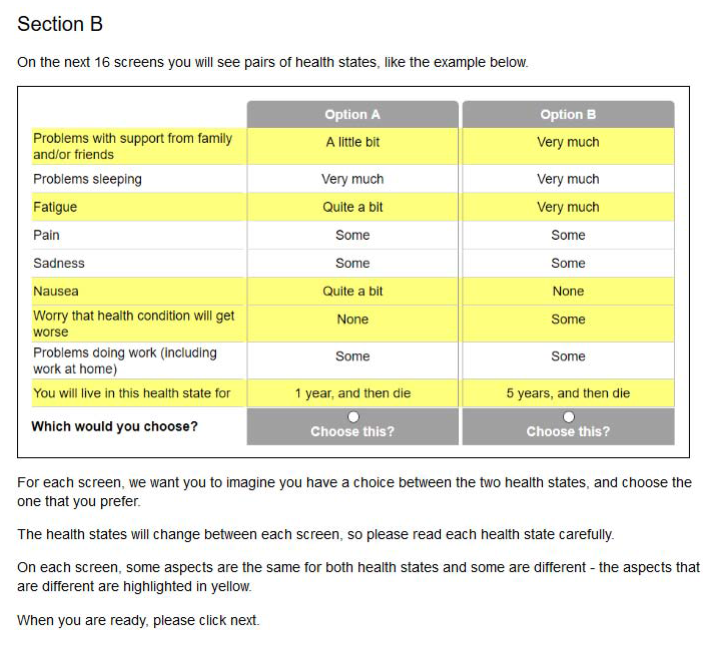 Section B
On the next 16 screens you will see pairs of health states, like the example below.
Option A Option B
Problems with support from family
and/or friends A little bit Very much
Problems sleeping Very much Very much
Fatigue Quite a bit Very much
Pain Some Some
Sadness Some Some
Nausea Quite a bit None
Worry that health condition will get
worse None Some
Problems doing work (including
work at home) Some Some
You will live in this health state for 1 year, and then die 5 years, and then die
Which would you choose? Choose this? Choose this?
For each screen, we want you to imagine you have a choice between the two health states, and choose the
one that you prefer.
The health states will change between each screen, so please read each health state carefully.
On each screen, some aspects are the same for both health states and some are different - the aspects that
are different are highlighted in yellow.
When you are ready, please click next.